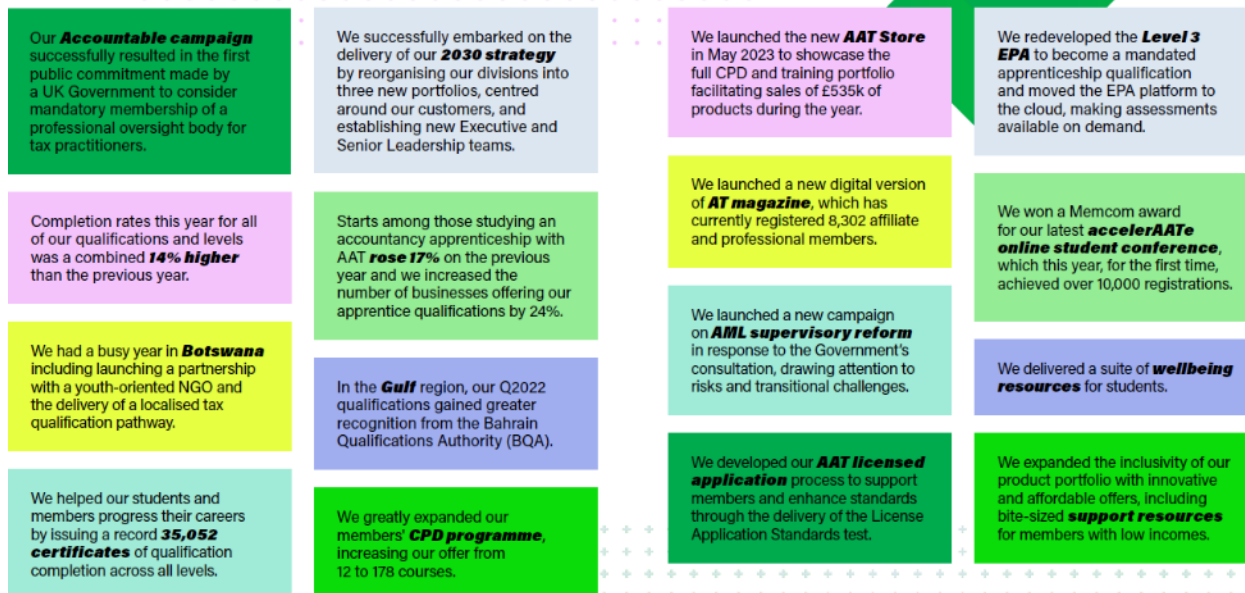 Our Accountable campaign
successfully resulted in the first
public commitment made by
a UK Government to consider
mandatory membership of a
professional oversight body for
tax practitioners.
Completion rates this year for all
of our qualifications and levels
was a combined 14% higher
than the previous year.
We had a busy year in Botswana
including launching a partnership
with a youth-oriented NGO and
the delivery of a localised tax
qualification pathway.
We helped our students and
members progress their careers
by issuing a record 35,052
certificates of qualification
completion across all levels.
We successfully embarked on the
delivery of our 2030 strategy
by reorganising our divisions into
three new portfolios, centred
around our customers, and
establishing new Executive and
Senior Leadership teams.
Starts among those studying an
accountancy apprenticeship with
AAT rose 17% on the previous
year and we increased the
number of businesses offering our
apprentice qualifications by 24%.
In the Gulf region, our Q2022
qualifications gained greater
recognition from the Bahrain
Qualifications Authority (BQA).
We greatly expanded our
members' CPD programme,
increasing our offer from
12 to 178 courses.
We launched the new AAT Store
in May 2023 to showcase the
full CPD and training portfolio
facilitating sales of £535k of
products during the year.
We launched a new digital version
of AT magazine, which has
currently registered 8,302 affiliate
and professional members.
We launched a new campaign
on AML supervisory reform
in response to the Government's
consultation, drawing attention to
risks and transitional challenges.
We developed our AAT licensed
application process to support
members and enhance standards
through the delivery of the License
Application Standards test.
We redeveloped the Level 3
EPA to become a mandated
apprenticeship qualification
and moved the EPA platform to
the cloud, making assessments
available on demand.
We won a Memcom award
for our latest accelerAATe
online student conference,
which this year, for the first time,
achieved over 10,000 registrations.
We delivered a suite of wellbeing
resources for students.
We expanded the inclusivity of our
product portfolio with innovative
and affordable offers, including
bite-sized support resources
for members with low incomes.